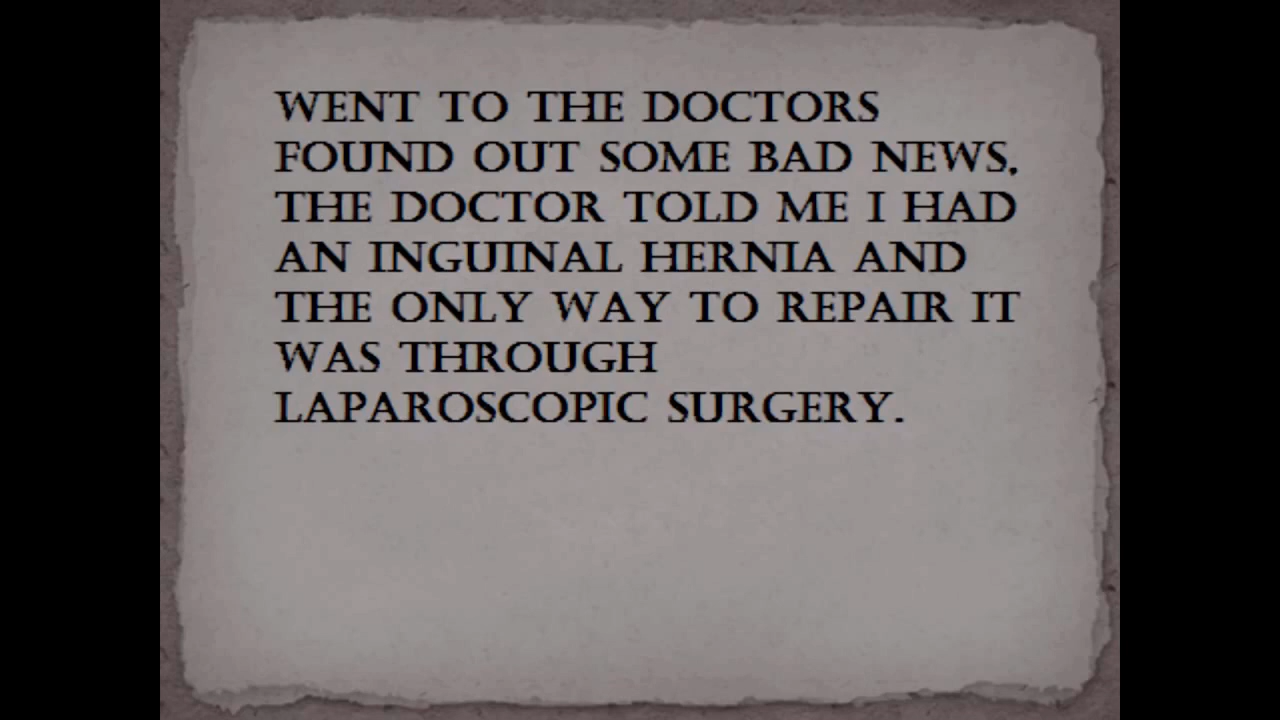 WENT TO THE DOCTORS
FOUND OUT SOME BAD NEWS.
THE DOCTOR TOLD ME I HAD
AN INGUINAL HERNIA AND
THE ONLY WAY TO REPAIR IT
WAS THROUGH
LAPAROSCOPIC SURGERY.